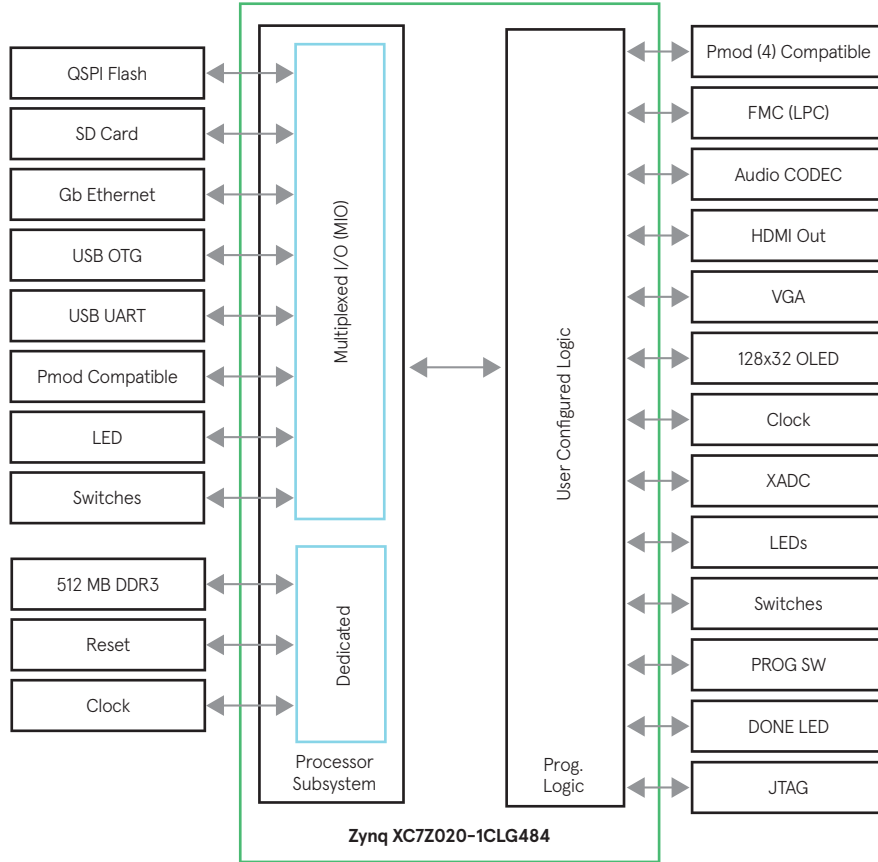 QSPI Flash
SD Card
Gb Ethernet
USB OTG
USB UART
Pmod Compatible
LED
Switches
512 MB DDR3
Reset
Clock
Multiplexed I/O (MIO)
Dedicated
Processor
Subsystem
User Configured Logic
Prog.
Logic
Pmod (4) Compatible
FMC (LPC)
Audio CODEC
HDMI Out
VGA
128x32 OLED
Clock
XADC
LEDs
Switches
PROG SW
DONE LED
JTAG
Zynq XC7Z020-1CLG484